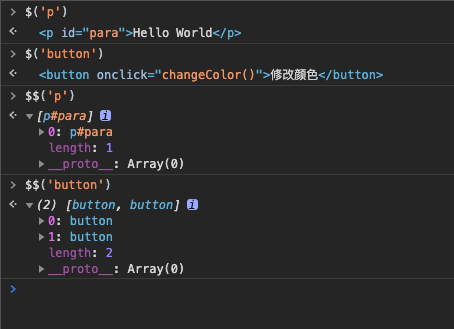 > $('p')
<p id="para">Hello World</p>
> $('button')
<button onclick="changeColor()">修改颜色</button>
> $$('p')
▼[p#para] i
▶0: p#para
length: 1
▶__proto__: Array(0)
> $$('button')
▼(2) [button, button] i
▶0: button
▶1: button
length: 2
▶__proto__: Array(0)
>